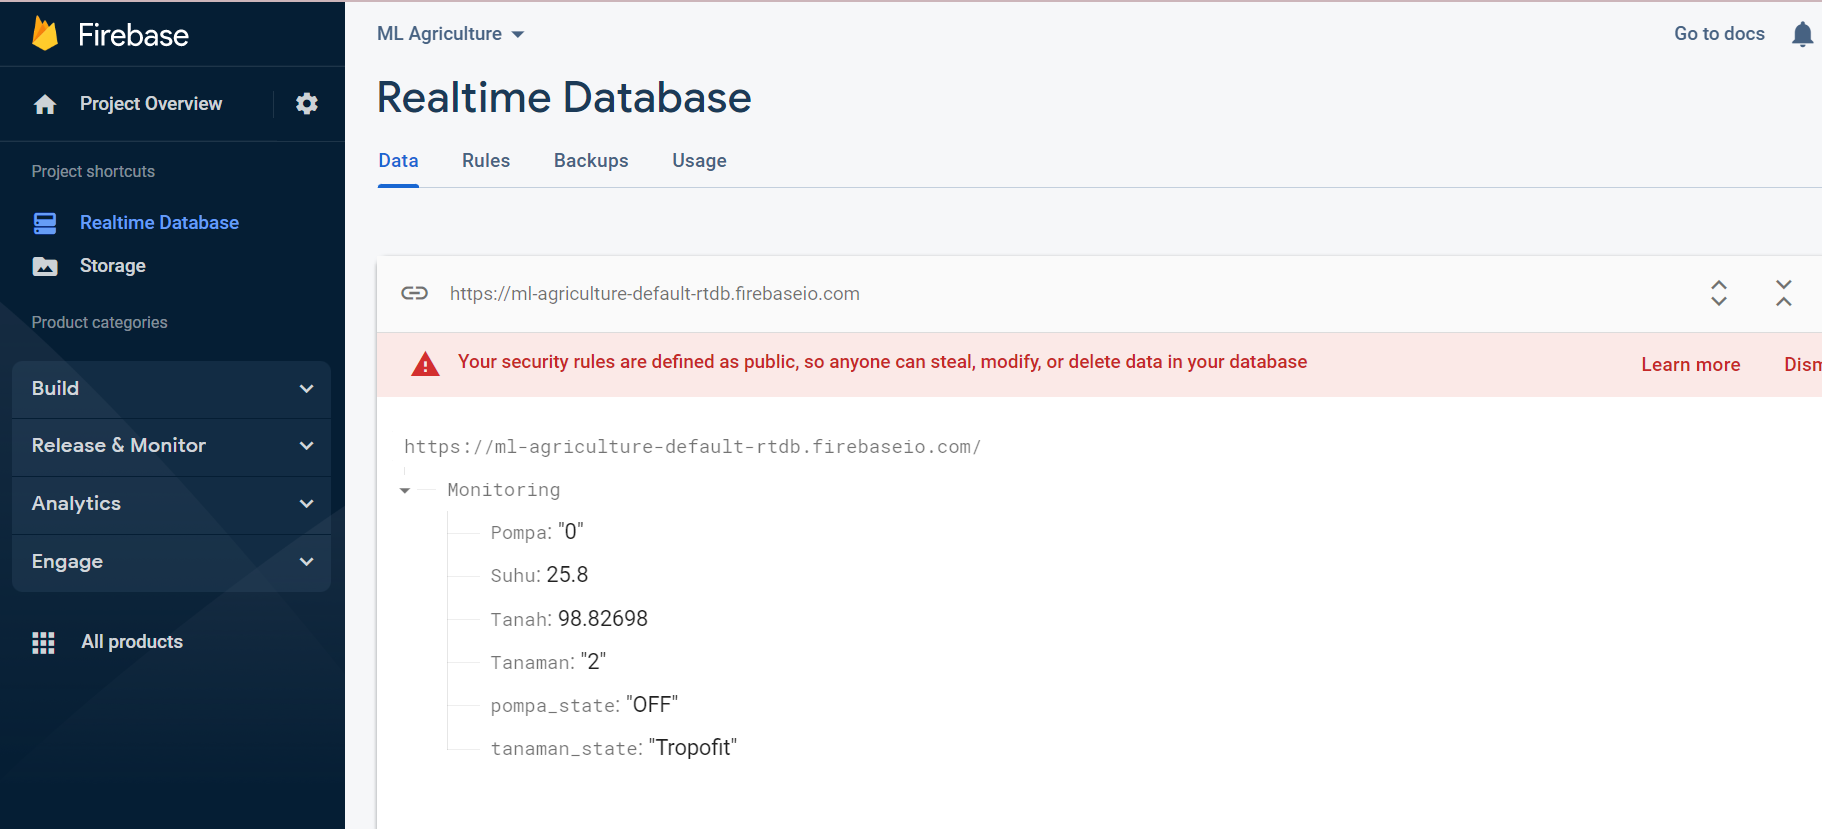 Firebase
Project Overview
Project shortcuts
Realtime Database
Storage
Product categories
Build
Release & Monitor
Analytics
Engage
All products
ML Agriculture
Go to docs
Realtime Database
Data Rules Backups Usage
https://ml-agriculture-default-rtdb.firebaseio.com
Your security rules are defined as public, so anyone can steal, modify, or delete data in your database Learn more Dism
https://ml-agriculture-default-rtdb.firebaseio.com/
Monitoring
Pompa: "0"
Suhu: 25.8
Tanah: 98.82698
Tanaman: "2"
pompa_state: "OFF"
tanaman_state: "Tropofit"